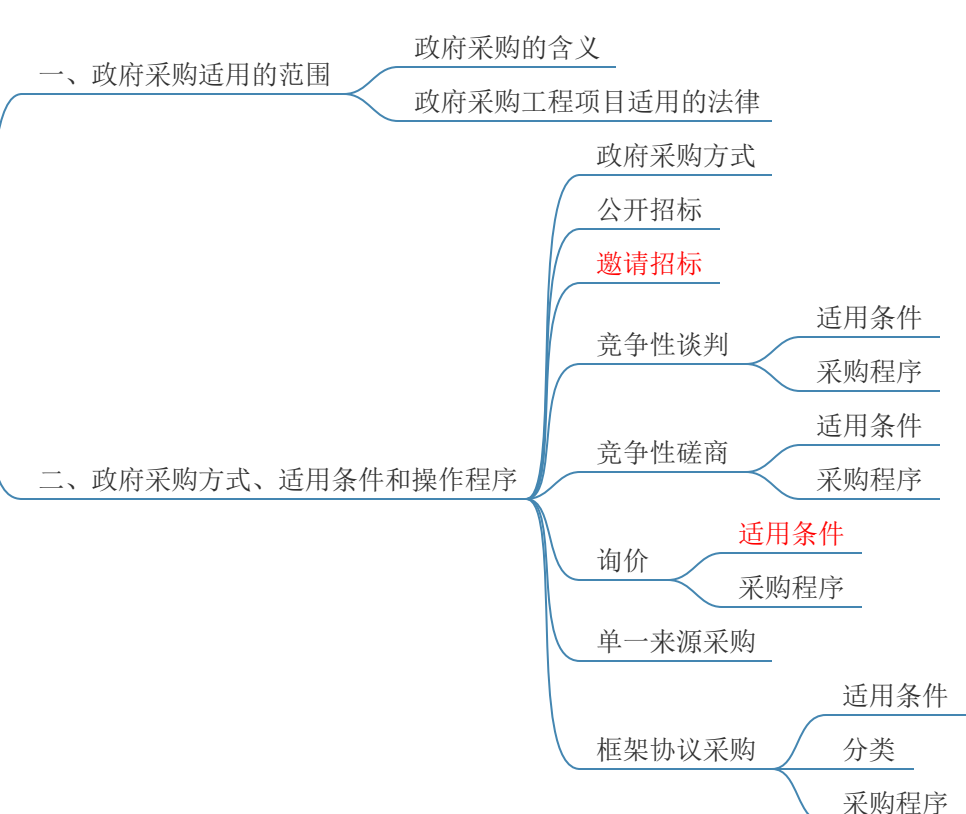 一、政府采购适用的范围
政府采购的含义
政府采购工程项目适用的法律
二、政府采购方式、适用条件和操作程序
政府采购方式
公开招标
邀请招标
竞争性谈判
适用条件
采购程序
竞争性磋商
适用条件
采购程序
询价
适用条件
采购程序
单一来源采购
框架协议采购
适用条件
分类
采购程序